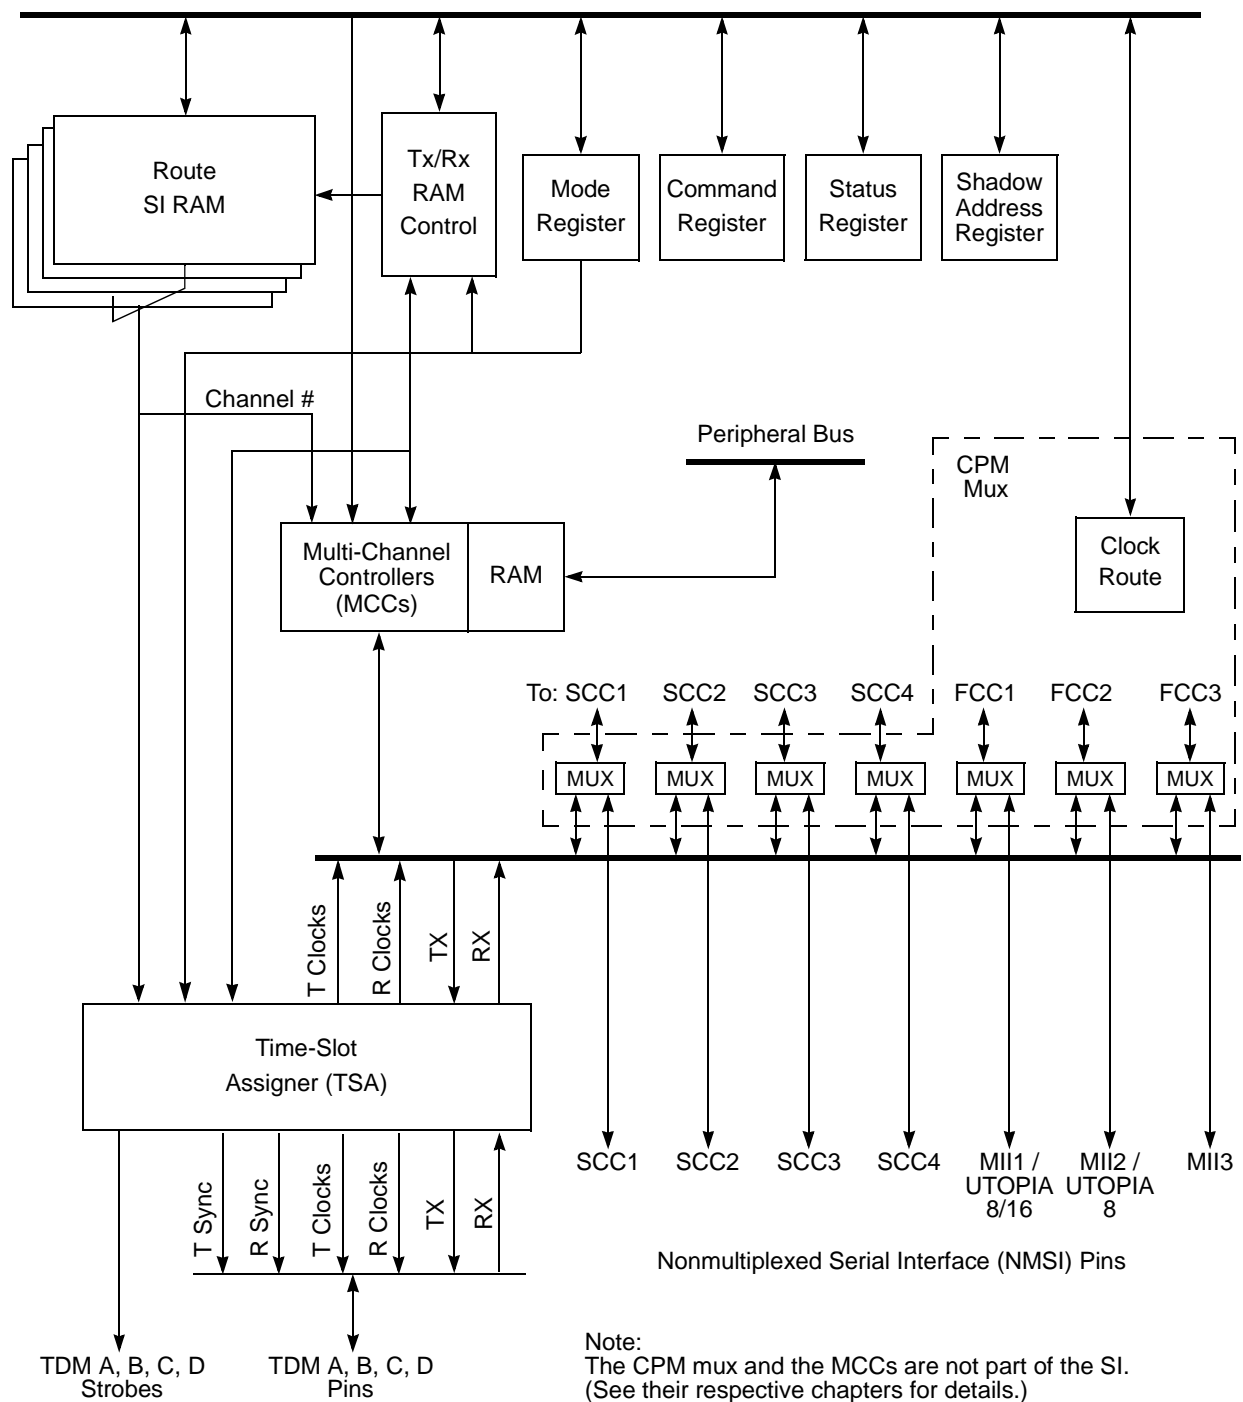 Route
SI RAM
Tx/Rx
RAM
Control
Mode
Register
Command
Register
Status
Register
Shadow
Address
Register
Channel #
Peripheral Bus
CPM
Mux
Multi-Channel
Controllers
(MCCs)
RAM
Clock
Route
To: SCC1
SCC2
SCC3
SCC4
FCC1
FCC2
FCC3
MUX
MUX
MUX
MUX
MUX
MUX
MUX
T Clocks
R Clocks
TX
RX
Time-Slot
Assigner (TSA)
SCC1
SCC2
SCC3
SCC4
MII1 /
UTOPIA
8/16
MII2 /
UTOPIA
8
MII3
T Sync
R Sync
T Clocks
R Clocks
TX
RX
Nonmultiplexed Serial Interface (NMSI) Pins
TDM A, B, C, D
Strobes
TDM A, B, C, D
Pins
Note:
The CPM mux and the MCCs are not part of the SI.
(See their respective chapters for details.)